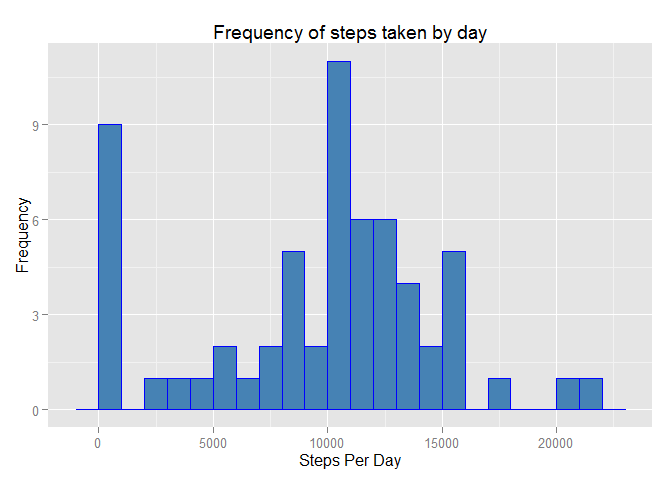 Frequency of steps taken by day
Frequency
9
6
3
0
0 5000 10000 15000 20000
Steps Per Day